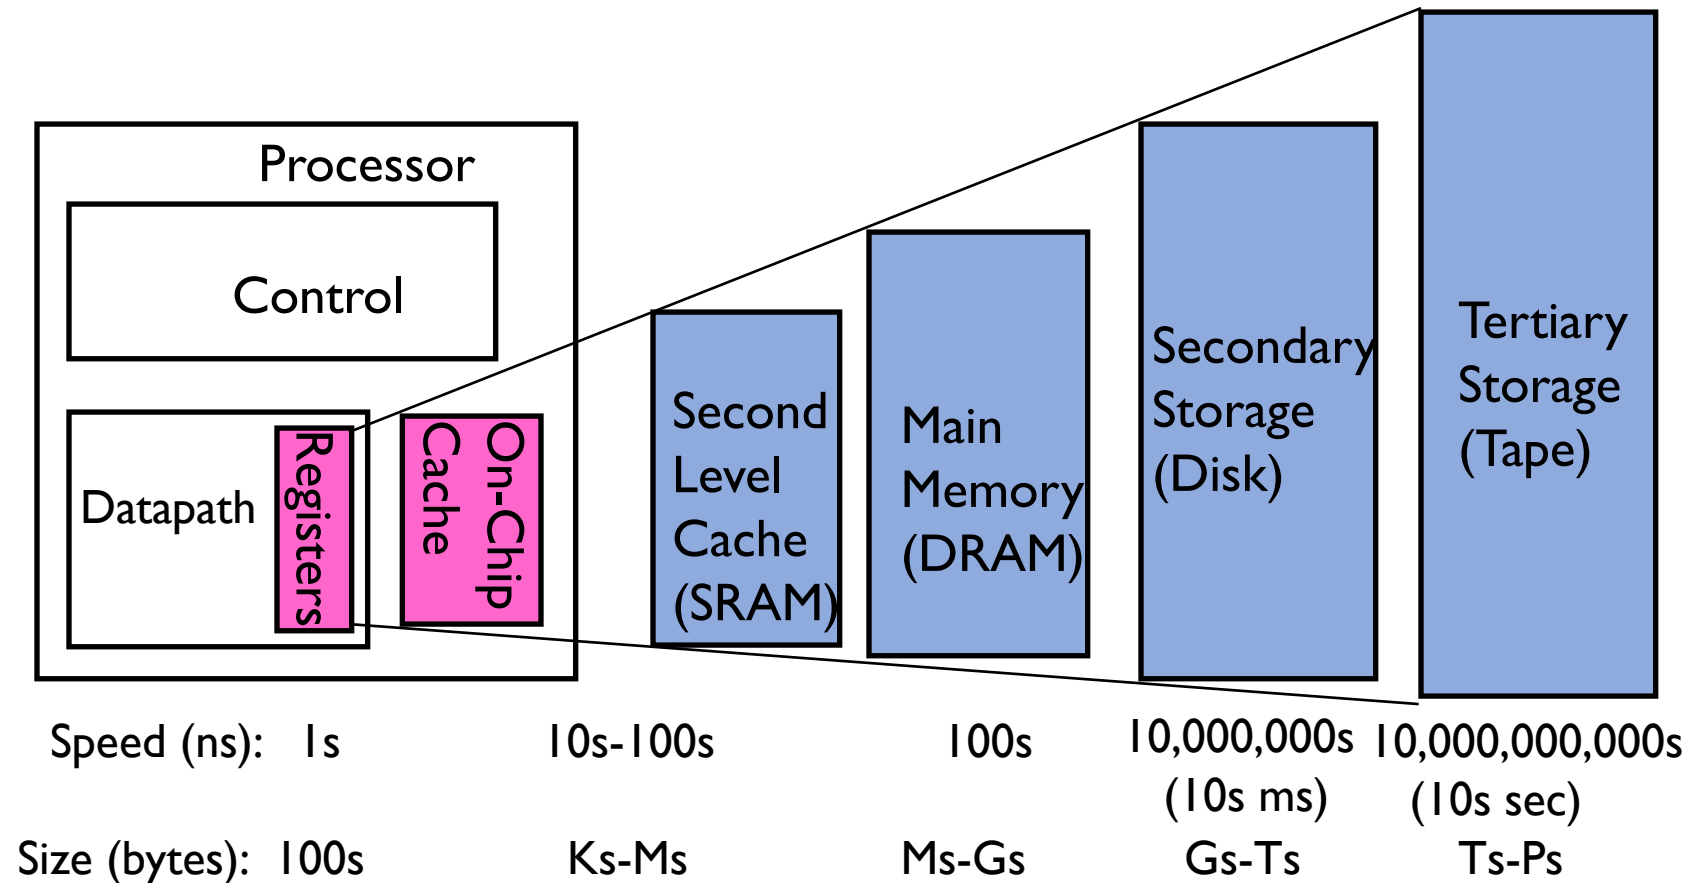 Processor
Control
Datapath
Registers
On-Chip
Cache
Second
Level
Cache
(SRAM)
Main
Memory
(DRAM)
Secondary
Storage
(Disk)
Tertiary
Storage
(Tape)
Speed (ns): 1s 10s-100s 100s 10,000,000s 10,000,000,000s
(10s ms) (10s sec)
Size (bytes): 100s Ks-Ms Ms-Gs Gs-Ts Ts-Ps